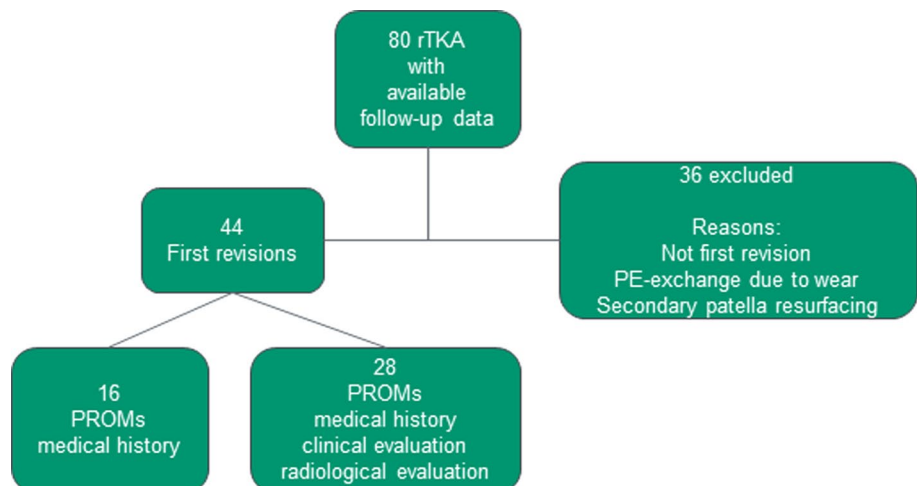 80 rTKA
with
available
follow-up data
36 excluded
Reasons:
Not first revision
PE-exchange due to wear
Secondary patella resurfacing
44
First revisions
16
PROMs
medical history
28
PROMs
medical history
clinical evaluation
radiological evaluation